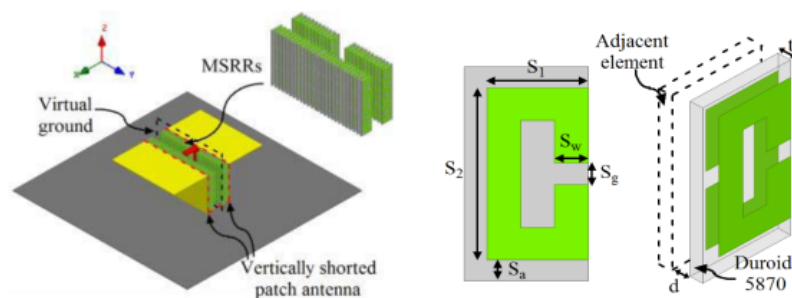 Z
X
Y
MSRRs
Virtual
ground
Vertically shorted
patch antenna
S1
S2
Sw
Sg
Sa
Adjacent
element
t
d
Duroid
5870